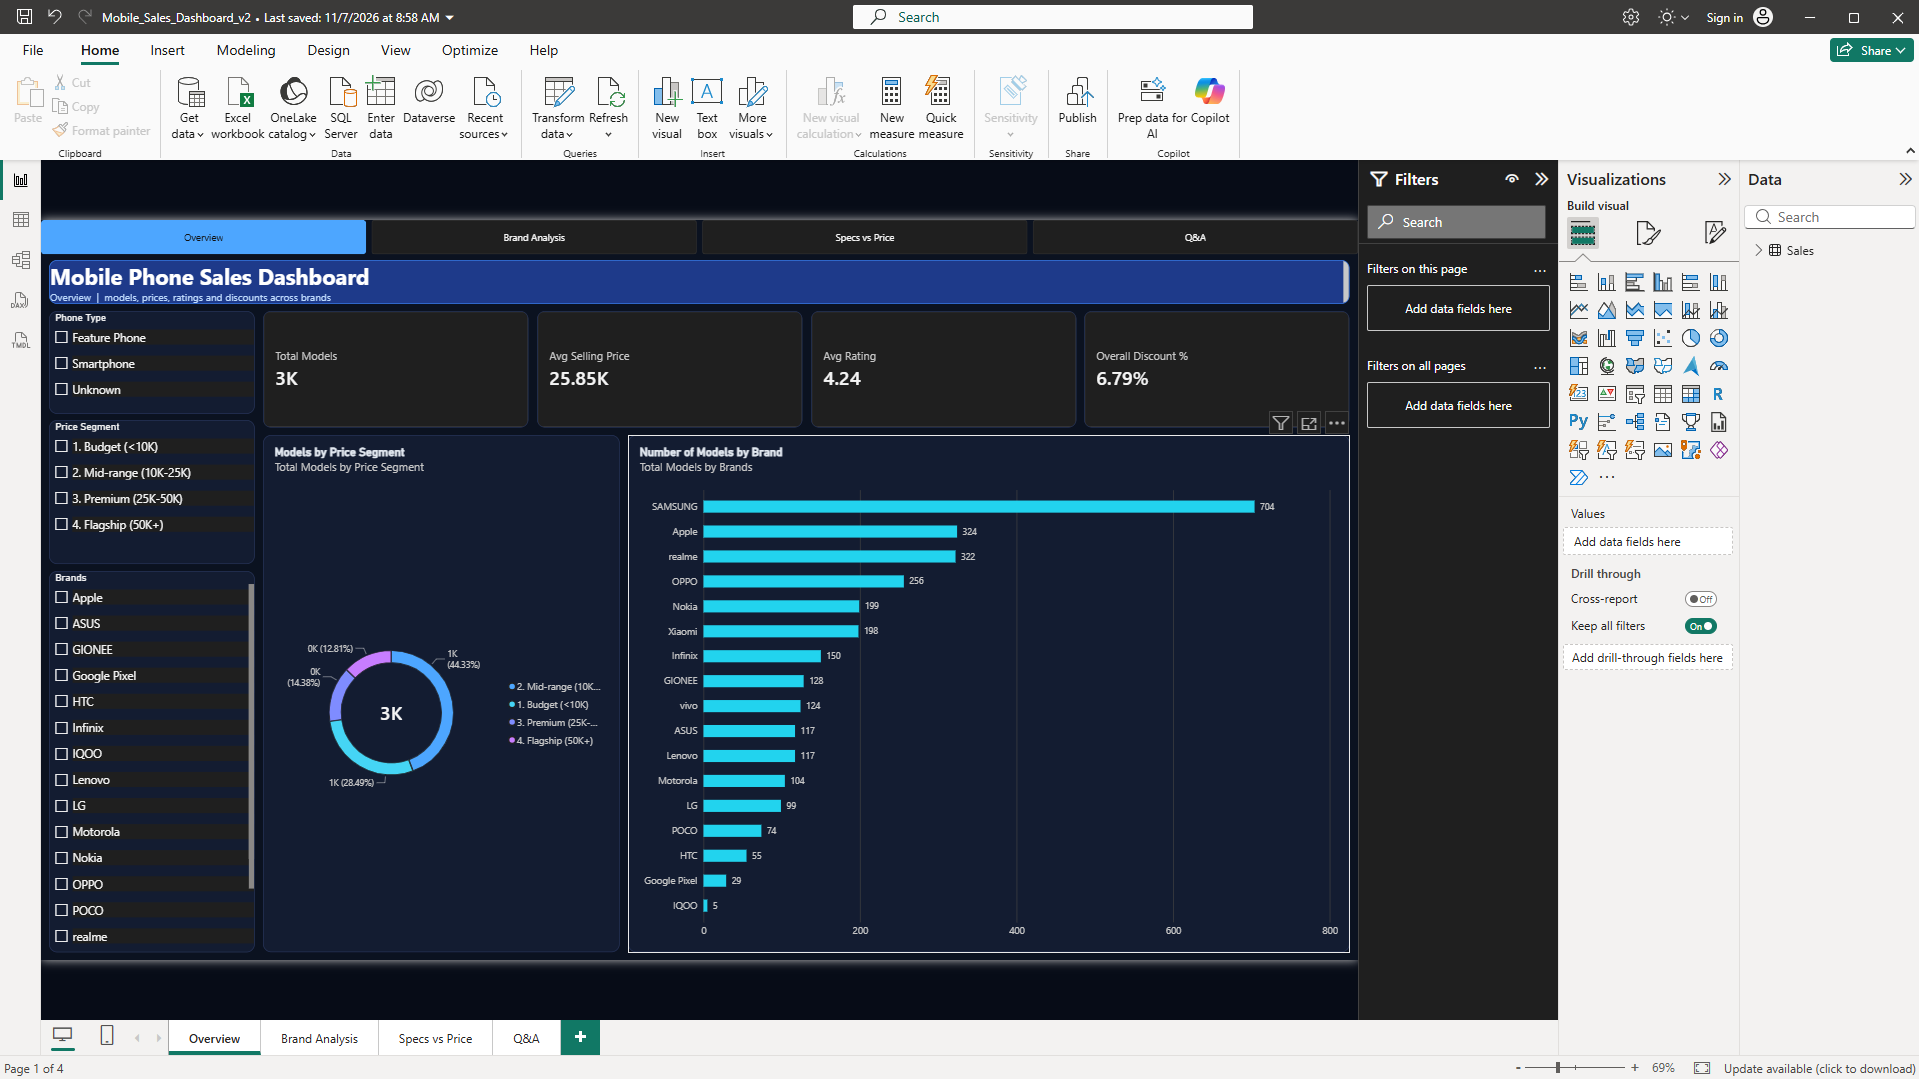 Mobile_Sales_Dashboard_v2 • Last saved: 11/7/2026 at 8:58 AM
Search
Sign in
File
Home
Insert
Modeling
Design
View
Optimize
Help
Share
Paste
Cut
Copy
Format painter
Clipboard
Get data
Excel workbook
OneLake catalog
SQL Server
Enter data
Dataverse
Recent sources
Data
Transform data
Refresh
Queries
New visual
Text box
More visuals
Insert
New visual calculation
New measure
Quick measure
Calculations
Sensitivity
Sensitivity
Publish
Share
Prep data for AI
Copilot
Copilot
DAX
TMDL
Overview
Brand Analysis
Specs vs Price
Q&A
Mobile Phone Sales Dashboard
Overview | models, prices, ratings and discounts across brands
Phone Type
Feature Phone
Smartphone
Unknown
Price Segment
1. Budget (<10K)
2. Mid-range (10K-25K)
3. Premium (25K-50K)
4. Flagship (50K+)
Brands
Apple
ASUS
GIONEE
Google Pixel
HTC
Infinix
IQOO
Lenovo
LG
Motorola
Nokia
OPPO
POCO
realme
Total Models
3K
Avg Selling Price
25.85K
Avg Rating
4.24
Overall Discount %
6.79%
Models by Price Segment
Total Models by Price Segment
0K (12.81%)
1K (44.33%)
0K (14.38%)
1K (28.49%)
3K
2. Mid-range (10K...
1. Budget (<10K)
3. Premium (25K-...
4. Flagship (50K+)
Number of Models by Brand
Total Models by Brands
SAMSUNG 704
Apple 324
realme 322
OPPO 256
Nokia 199
Xiaomi 198
Infinix 150
GIONEE 128
vivo 124
ASUS 117
Lenovo 117
Motorola 104
LG 99
POCO 74
HTC 55
Google Pixel 29
IQOO 5
0 200 400 600 800
Filters
Search
Filters on this page
Add data fields here
Filters on all pages
Add data fields here
Visualizations
Build visual
123
R
Py
Values
Add data fields here
Drill through
Cross-report
Off
Keep all filters
On
Add drill-through fields here
Data
Search
Sales
Overview
Brand Analysis
Specs vs Price
Q&A
Page 1 of 4
- + 69%
Update available (click to download)